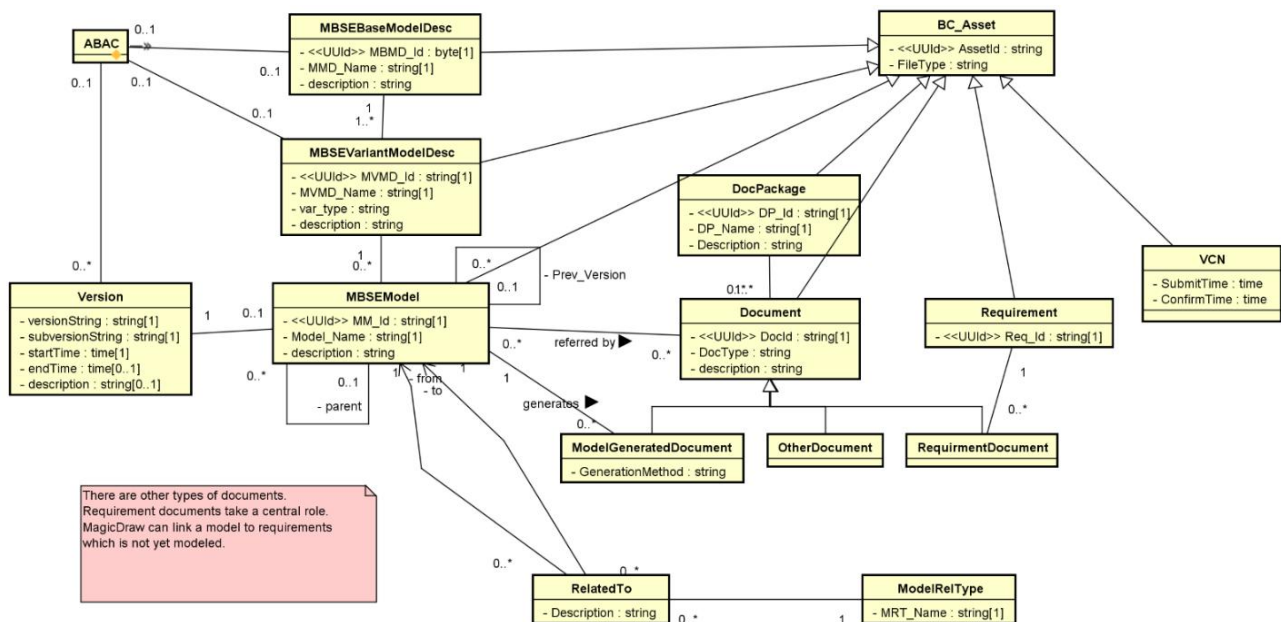 ABAC
0..1
0..1
0..1
0..1
0..1
MBSEBaseModelDesc
- <<UUId>> MBMD_Id : byte[1]
- MMD_Name : string[1]
- description : string
BC_Asset
- <<UUId>> AssetId : string
- FileType : string
1
1..*
MBSEVariantModelDesc
- <<UUId>> MVMD_Id : string[1]
- MVMD_Name : string[1]
- var_type : string
- description : string
DocPackage
- <<UUId>> DP_Id : string[1]
- DP_Name : string[1]
- Description : string
VCN
- SubmitTime : time
- ConfirmTime : time
1
0..*
0..*
0..1
- Prev_Version
0..*
Version
- versionString : string[1]
- subversionString : string[1]
- startTime : time[1]
- endTime : time[0..1]
- description : string[0..1]
1
0..1
MBSEModel
- <<UUId>> MM_Id : string[1]
- Model_Name : string[1]
- description : string
Document
- <<UUId>> DocId : string[1]
- DocType : string
- description : string
Requirement
- <<UUId>> Req_Id : string[1]
0..*
referred by
0..*
0..*
0..1
- parent
1
- from
- to
1
1
generates
0..*
1
0..*
ModelGeneratedDocument
- GenerationMethod : string
OtherDocument
RequirmentDocument
There are other types of documents.
Requirement documents take a central role.
MagicDraw can link a model to requirements
which is not yet modeled.
0..*
0..*
RelatedTo
- Description : string
0..*
1
ModelRelType
- MRT_Name : string[1]